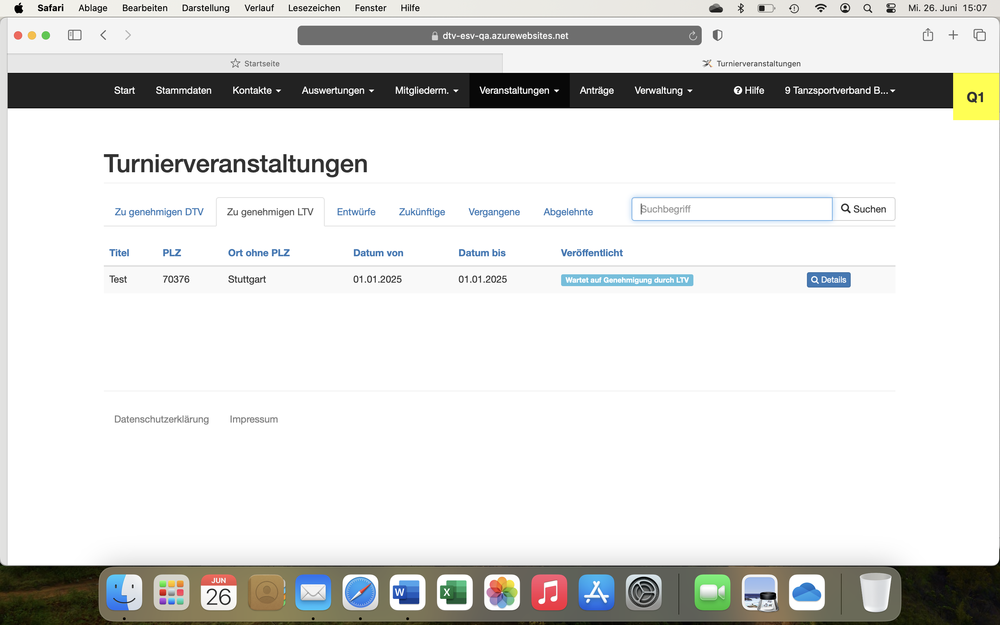 Safari Ablage Bearbeiten Darstellung Verlauf Lesezeichen Fenster Hilfe Mi. 26. Juni 15:07
dtv-esv-qa.azurewebsites.net
Startseite Turnierveranstaltungen
Start Stammdaten Kontakte Auswertungen Mitgliederm. Veranstaltungen Anträge Verwaltung Hilfe 9 Tanzsportverband B...
Q1
Turnierveranstaltungen
Zu genehmigen DTV Zu genehmigen LTV Entwürfe Zukünftige Vergangene Abgelehnte Suchbegriff Suchen
Titel PLZ Ort ohne PLZ Datum von Datum bis Veröffentlicht
Test 70376 Stuttgart 01.01.2025 01.01.2025 Wartet auf Genehmigung durch LTV Details
Datenschutzerklärung Impressum
JUN
26
W
X